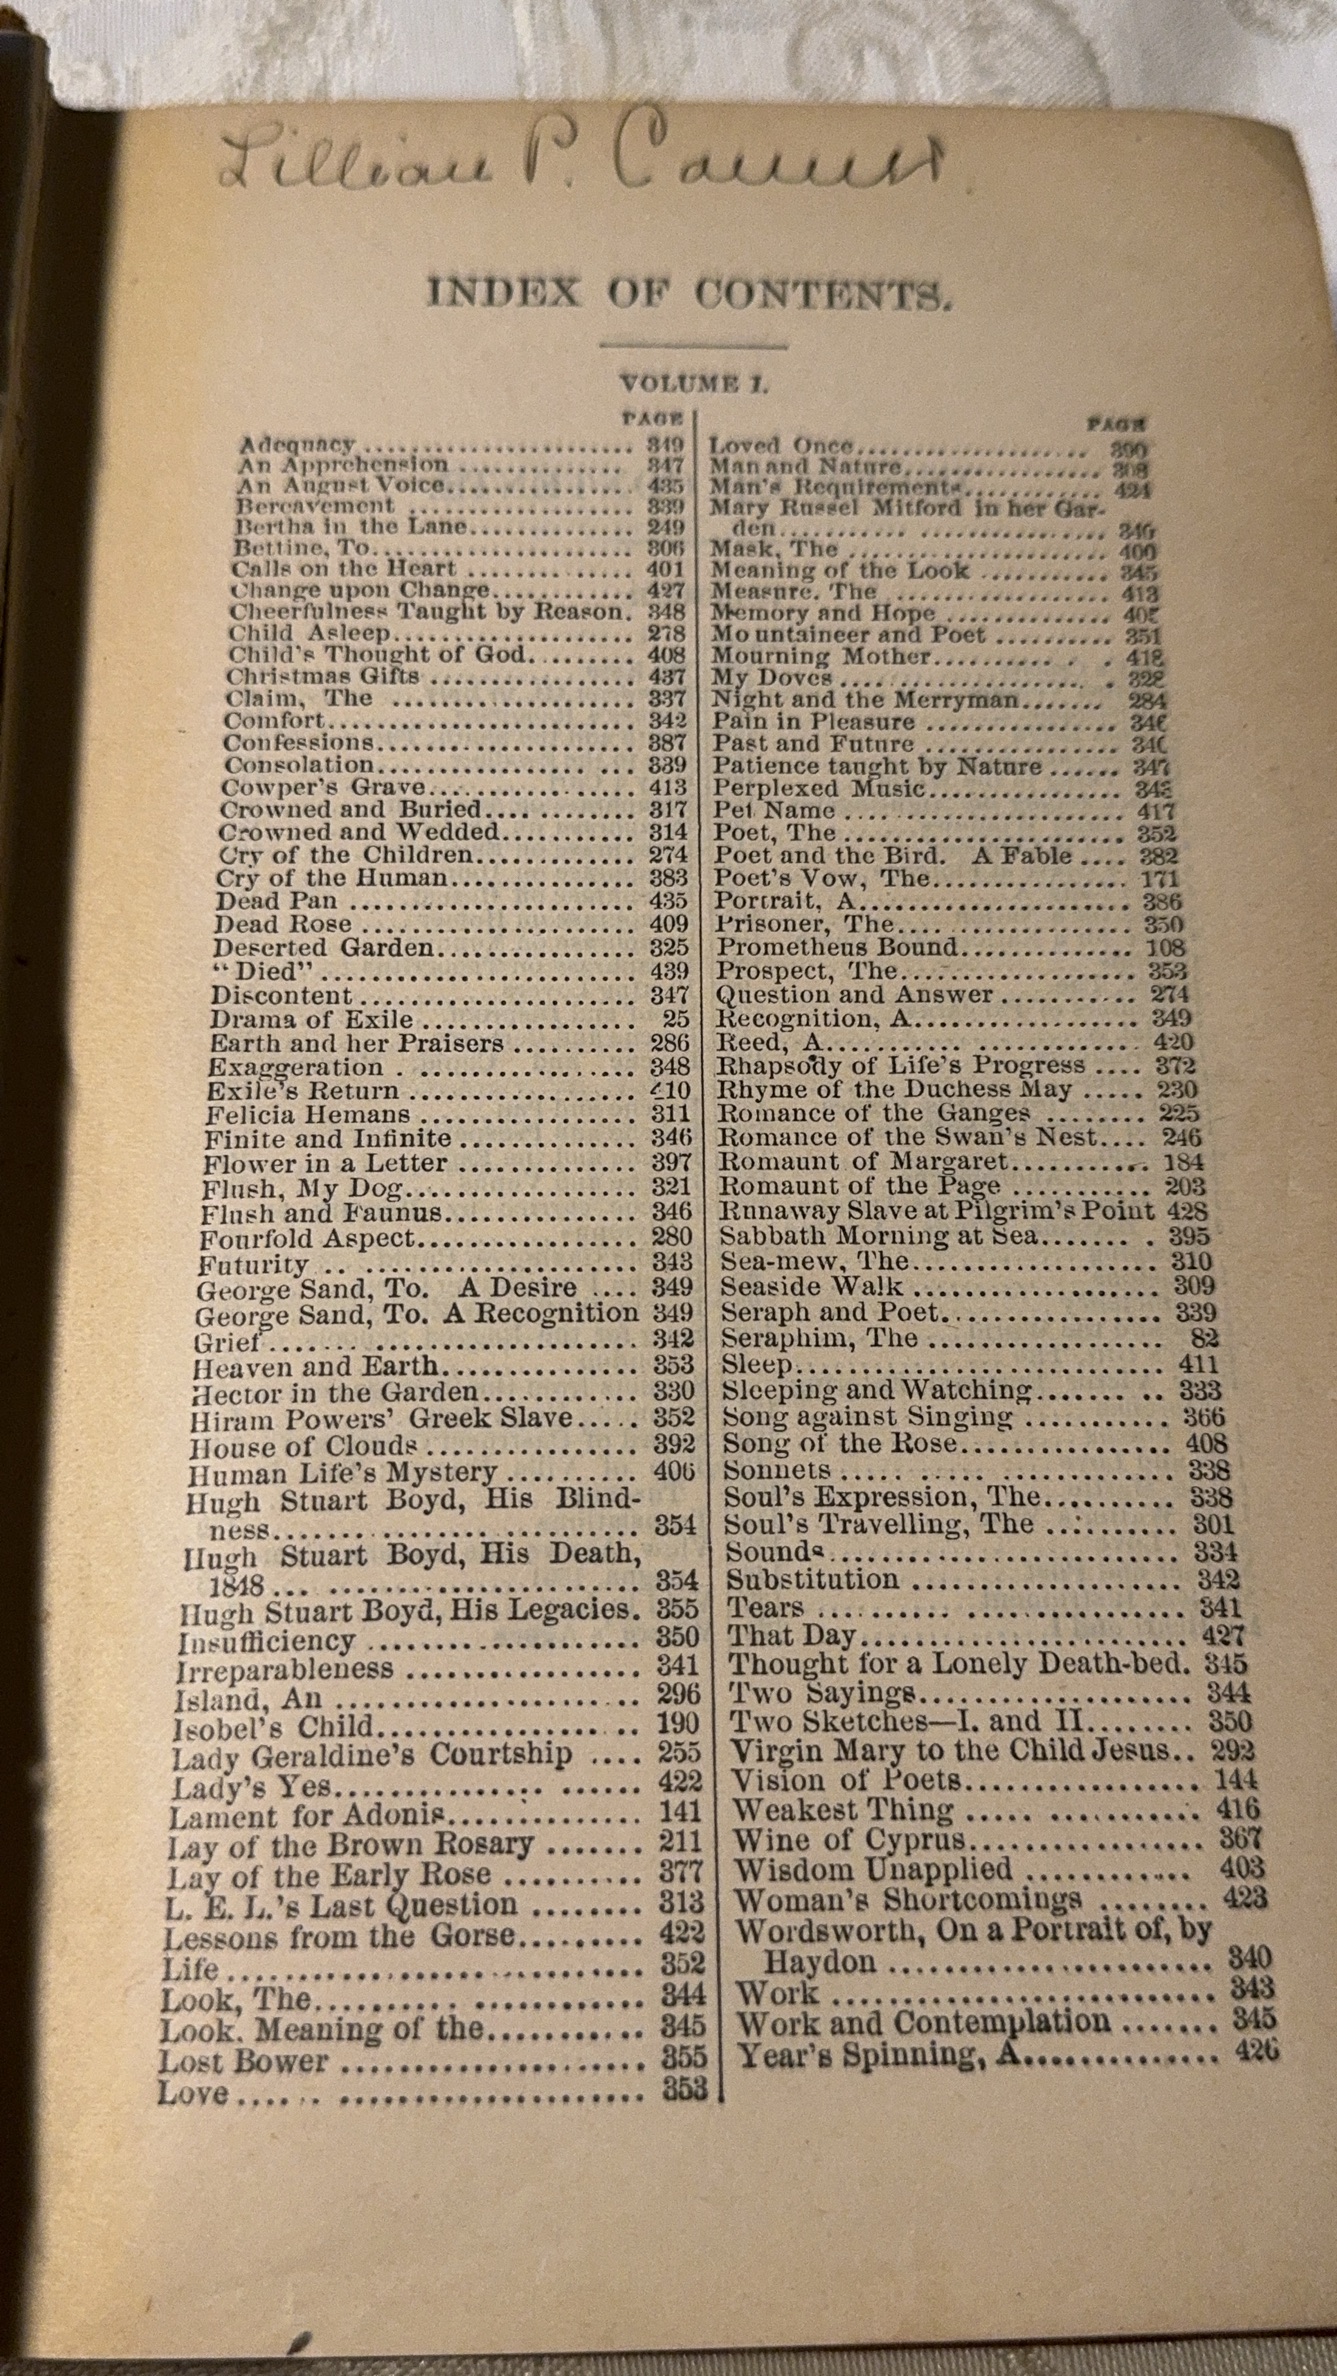 Lillian P.
INDEX OF CONTENTS.
VOLUME I.
PAGE
Adequacy........................ 349
An Apprehension ................ 347
An August Voice................. 435
Bereavement .................... 339
Bertha in the Lane.............. 249
Bettine, To..................... 306
Calls on the Heart ............. 401
Change upon Change............ 427
Cheerfulness Taught by Reason. 348
Child Asleep.................... 278
Child's Thought of God......... 408
Christmas Gifts ................ 437
Claim, The ..................... 337
Comfort......................... 342
Confessions..................... 387
Consolation..................... 339
Cowper's Grave.................. 413
Crowned and Buried............. 317
Crowned and Wedded........... 314
Cry of the Children............. 274
Cry of the Human............... 383
Dead Pan ....................... 435
Dead Rose ...................... 409
Deserted Garden................. 325
“Died” ......................... 439
Discontent ..................... 347
Drama of Exile ................. 25
Earth and her Praisers .......... 286
Exaggeration . ................. 348
Exile's Return .................. 410
Felicia Hemans ................. 311
Finite and Infinite .............. 346
Flower in a Letter .............. 397
Flush, My Dog.................. 321
Flush and Faunus............... 346
Fourfold Aspect................. 280
Futurity .. ..................... 343
George Sand, To. A Desire .... 349
George Sand, To. A Recognition 349
Grief........ .................. 342
Heaven and Earth............... 353
Hector in the Garden............ 330
Hiram Powers' Greek Slave..... 352
House of Clouds ................ 392
Human Life's Mystery .......... 406
Hugh Stuart Boyd, His Blind-
ness............................ 354
Hugh Stuart Boyd, His Death,
1848 ... ....................... 354
Hugh Stuart Boyd, His Legacies. 355
Insufficiency ................... 350
Irreparableness ................. 341
Island, An ...................... 296
Isobel's Child................... 190
Lady Geraldine's Courtship .... 255
Lady's Yes................ ...... 422
Lament for Adonis.............. 141
Lay of the Brown Rosary ....... 211
Lay of the Early Rose .......... 377
L. E. L.'s Last Question ........ 313
Lessons from the Gorse......... 422
Life ............................ 352
Look, The.......... ............ 344
Look. Meaning of the........... 345
Lost Bower ..................... 355
Love ...... .................... 353
PAGE
Loved Once.....................
Man and Nature................
Man's Requirements............ 424
Mary Russel Mitford in her Gar-
den.......... ..................
Mask, The ..................... 400
Meaning of the Look ........... 345
Measure. The .................. 413
Memory and Hope .............
Mountaineer and Poet .......... 351
Mourning Mother.......... . . 418
My Doves .................... . 322
Night and the Merryman....... 284
Pain in Pleasure ................
Past and Future ................
Patience taught by Nature ...... 347
Perplexed Music................
Pet Name ...................... 417
Poet, The ...................... 352
Poet and the Bird. A Fable .... 382
Poet's Vow, The................ 171
Portrait, A...................... 386
Prisoner, The.... ............... 350
Prometheus Bound............. 108
Prospect, The................... 353
Question and Answer ........... 274
Recognition, A.................. 349
Reed, A........... .............. 420
Rhapsody of Life's Progress .... 372
Rhyme of the Duchess May ..... 230
Romance of the Ganges ........ 225
Romance of the Swan's Nest.... 246
Romaunt of Margaret........... 184
Romaunt of the Page ........... 203
Runaway Slave at Pilgrim's Point 428
Sabbath Morning at Sea....... . 395
Sea-mew, The................... 310
Seaside Walk ................... 309
Seraph and Poet................. 339
Seraphim, The .................. 82
Sleep............................ 411
Sleeping and Watching....... .. 333
Song against Singing ........... 366
Song of the Rose................ 408
Sonnets ..... ..... ............. 338
Soul's Expression, The.......... 338
Soul's Travelling, The .......... 301
Sounds.......................... 334
Substitution .................... 342
Tears .......... ................ 341
That Day........................ 427
Thought for a Lonely Death-bed. 345
Two Sayings..................... 344
Two Sketches—I. and II........ 350
Virgin Mary to the Child Jesus.. 292
Vision of Poets.................. 144
Weakest Thing ..... ........... 416
Wine of Cyprus................. 367
Wisdom Unapplied ............ 403
Woman's Shortcomings ........ 423
Wordsworth, On a Portrait of, by
Haydon ....................... 340
Work ........................... 343
Work and Contemplation ....... 345
Year's Spinning, A.............. 426